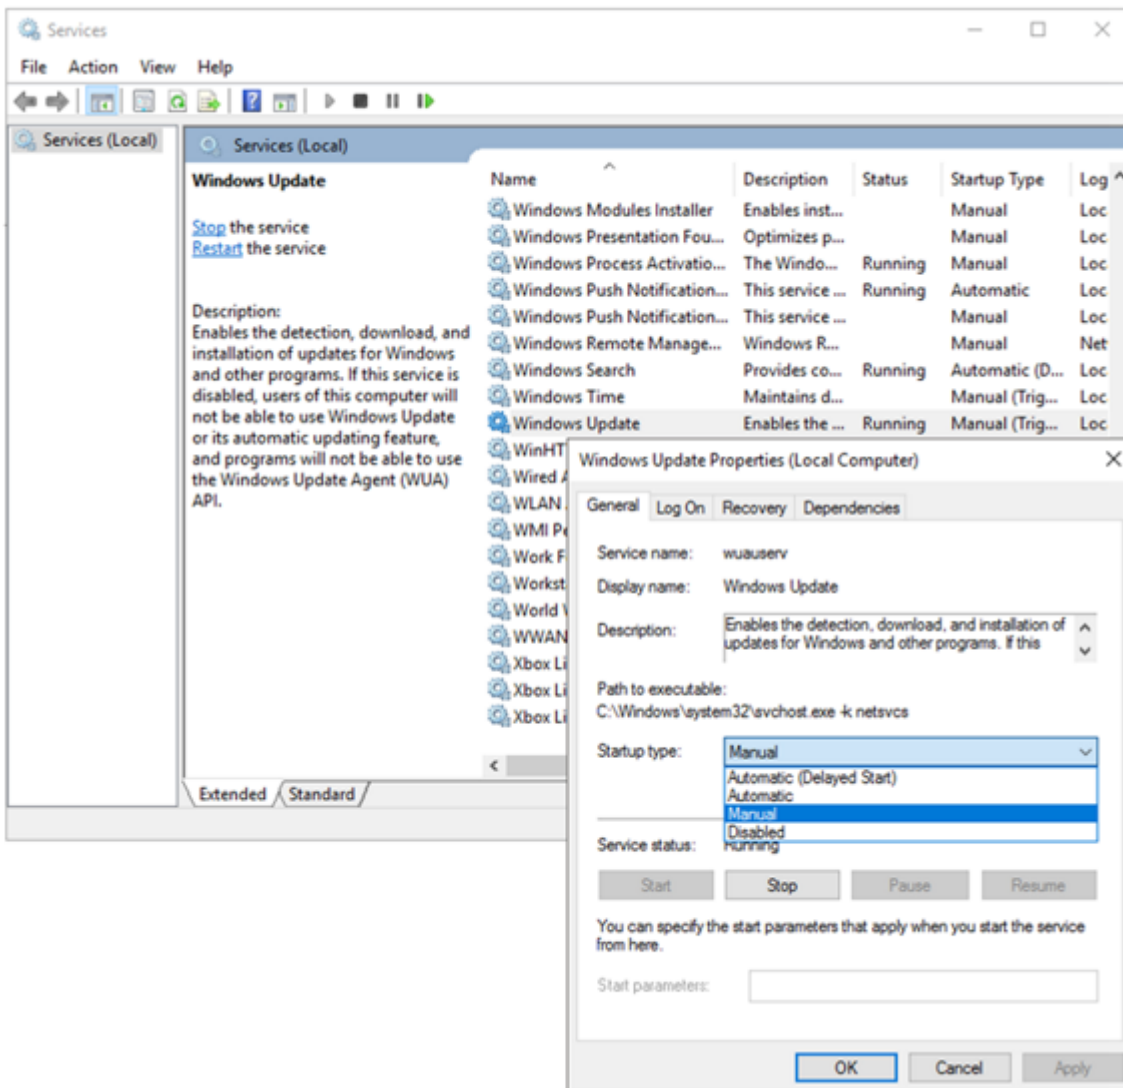 Services
File Action View Help
Services (Local)
Services (Local)
Windows Update
Stop the service
Restart the service
Description:
Enables the detection, download, and
installation of updates for Windows
and other programs. If this service is
disabled, users of this computer will
not be able to use Windows Update
or its automatic updating feature,
and programs will not be able to use
the Windows Update Agent (WUA)
API.
Name Description Status Startup Type Log
Windows Modules Installer Enables inst... Manual Loc
Windows Presentation Fou... Optimizes p... Manual Loc
Windows Process Activatio... The Windo... Running Manual Loc
Windows Push Notification... This service ... Running Automatic Loc
Windows Push Notification... This service ... Manual Loc
Windows Remote Manage... Windows R... Manual Net
Windows Search Provides co... Running Automatic (D... Loc
Windows Time Maintains d... Manual (Trig... Loc
Windows Update Enables the ... Running Manual (Trig... Loc
WinHT
Wired A
WLAN
WMI Pe
Work F
Workst
World W
WWAN
Xbox Li
Xbox Li
Xbox Li
Extended Standard
Windows Update Properties (Local Computer)
General Log On Recovery Dependencies
Service name: wuauserv
Display name: Windows Update
Description: Enables the detection, download, and installation of
updates for Windows and other programs. If this
Path to executable:
C:\Windows\system32\svchost.exe -k netsvcs
Startup type: Manual
Automatic (Delayed Start)
Automatic
Manual
Disabled
Service status: Running
Start Stop Pause Resume
You can specify the start parameters that apply when you start the service
from here.
Start parameters:
OK Cancel Apply